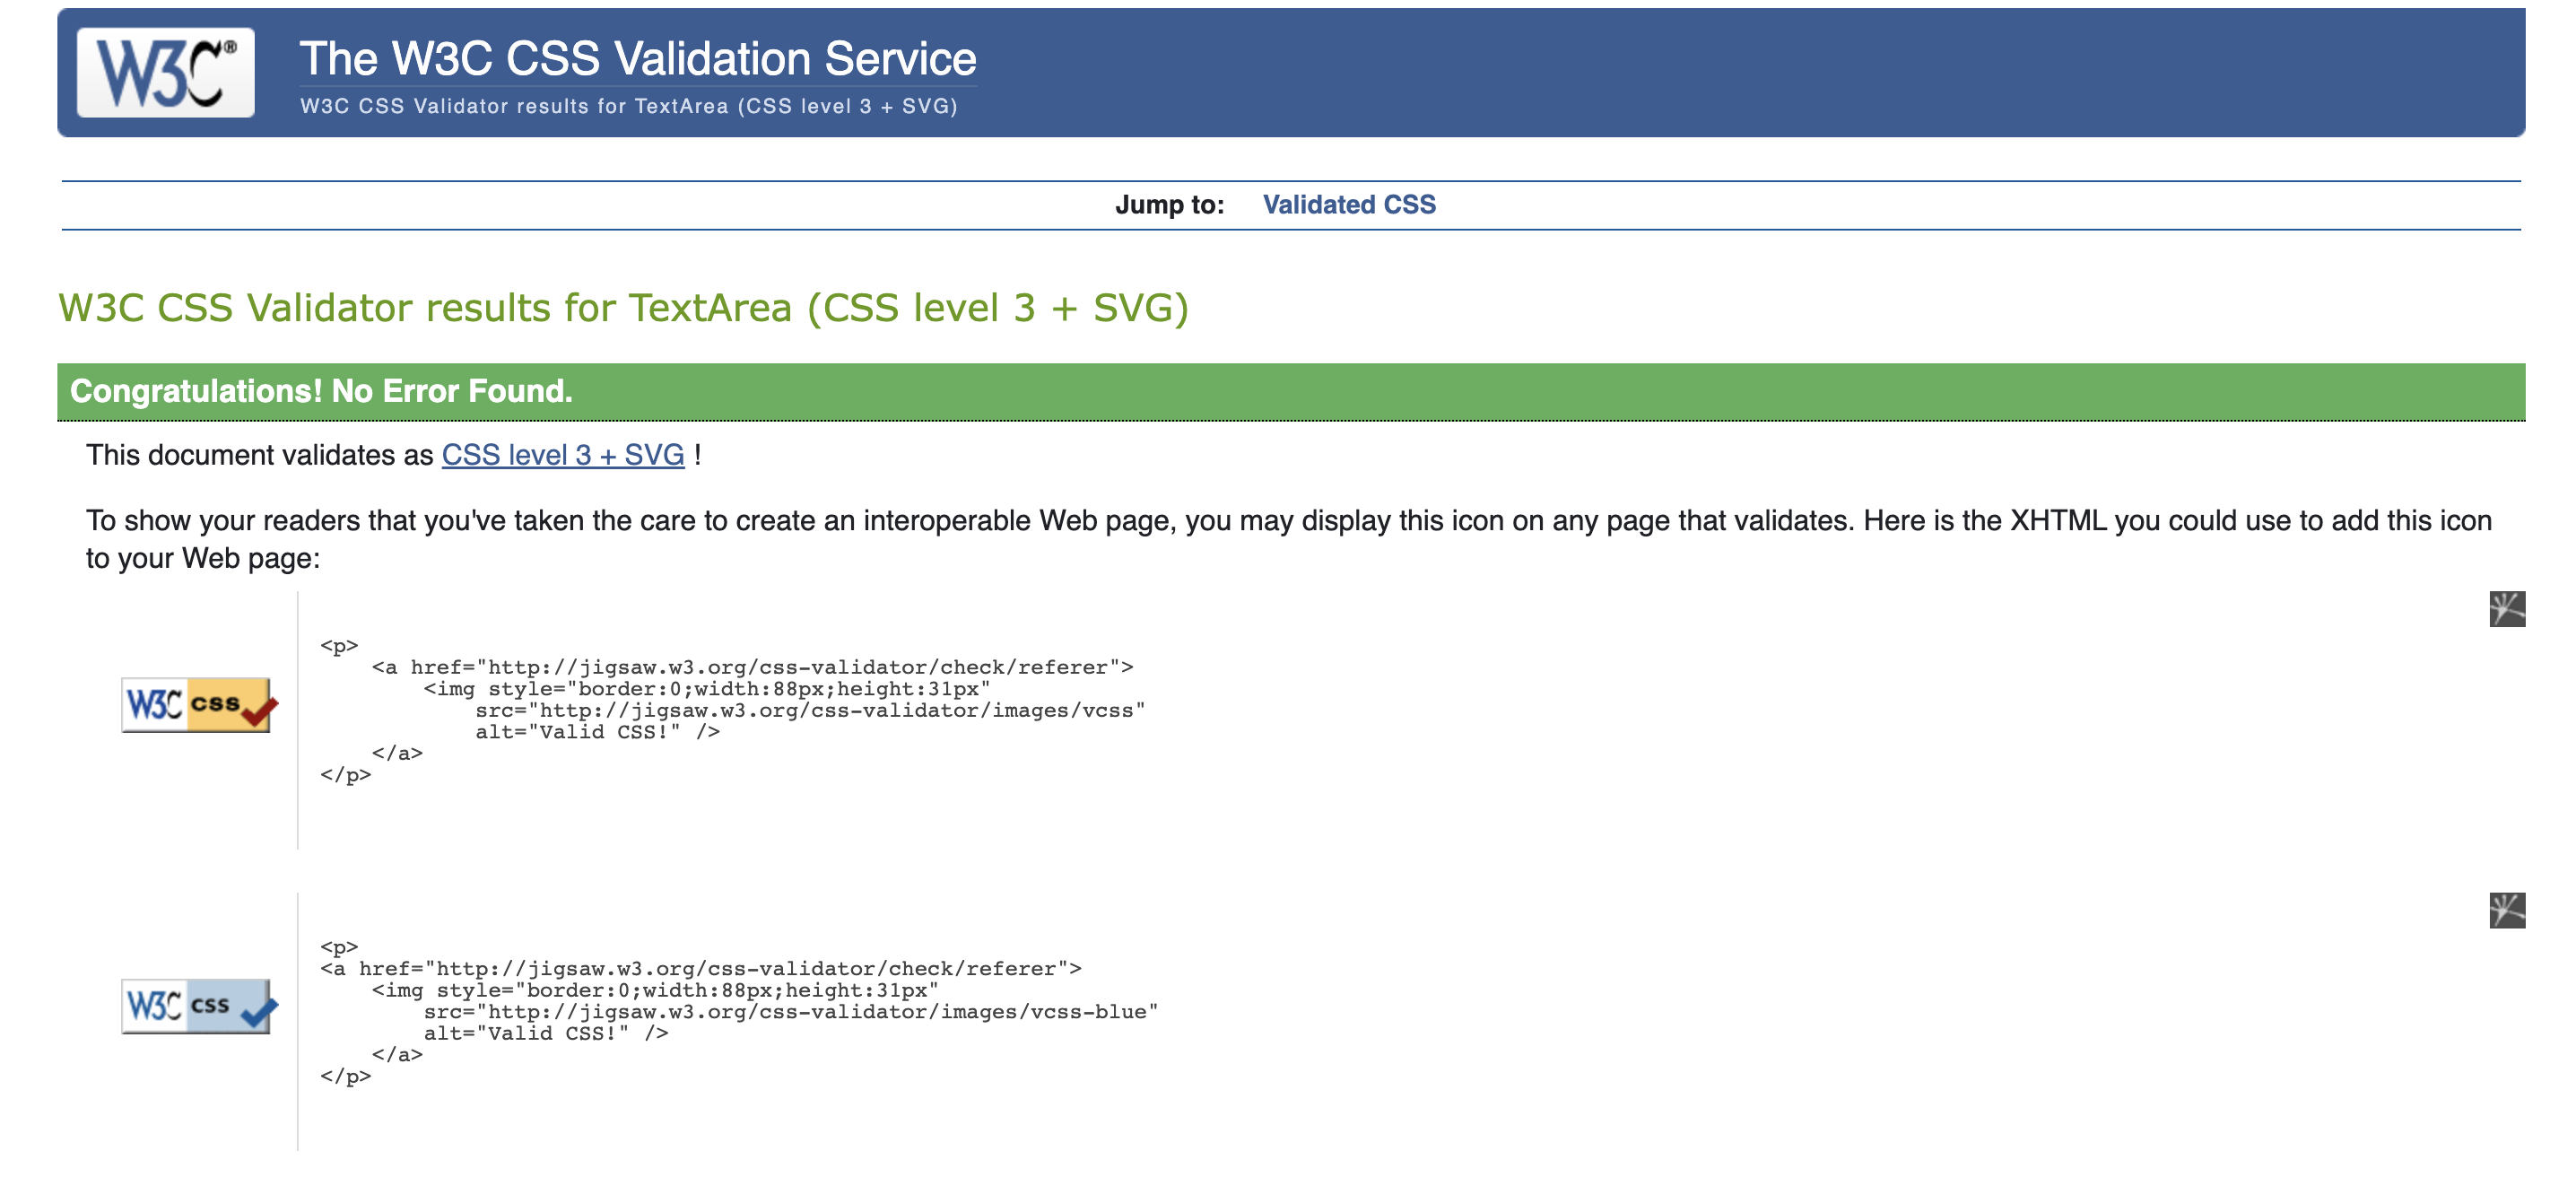 W3C®
The W3C CSS Validation Service
W3C CSS Validator results for TextArea (CSS level 3 + SVG)
Jump to: Validated CSS
W3C CSS Validator results for TextArea (CSS level 3 + SVG)
Congratulations! No Error Found.
This document validates as CSS level 3 + SVG !
To show your readers that you've taken the care to create an interoperable Web page, you may display this icon on any page that validates. Here is the XHTML you could use to add this icon
to your Web page:
W3C css
<p>
    <a href="http://jigsaw.w3.org/css-validator/check/referer">
        <img style="border:0;width:88px;height:31px"
            src="http://jigsaw.w3.org/css-validator/images/vcss"
            alt="Valid CSS!" />
    </a>
</p>
W3C css
<p>
<a href="http://jigsaw.w3.org/css-validator/check/referer">
    <img style="border:0;width:88px;height:31px"
        src="http://jigsaw.w3.org/css-validator/images/vcss-blue"
        alt="Valid CSS!" />
    </a>
</p>